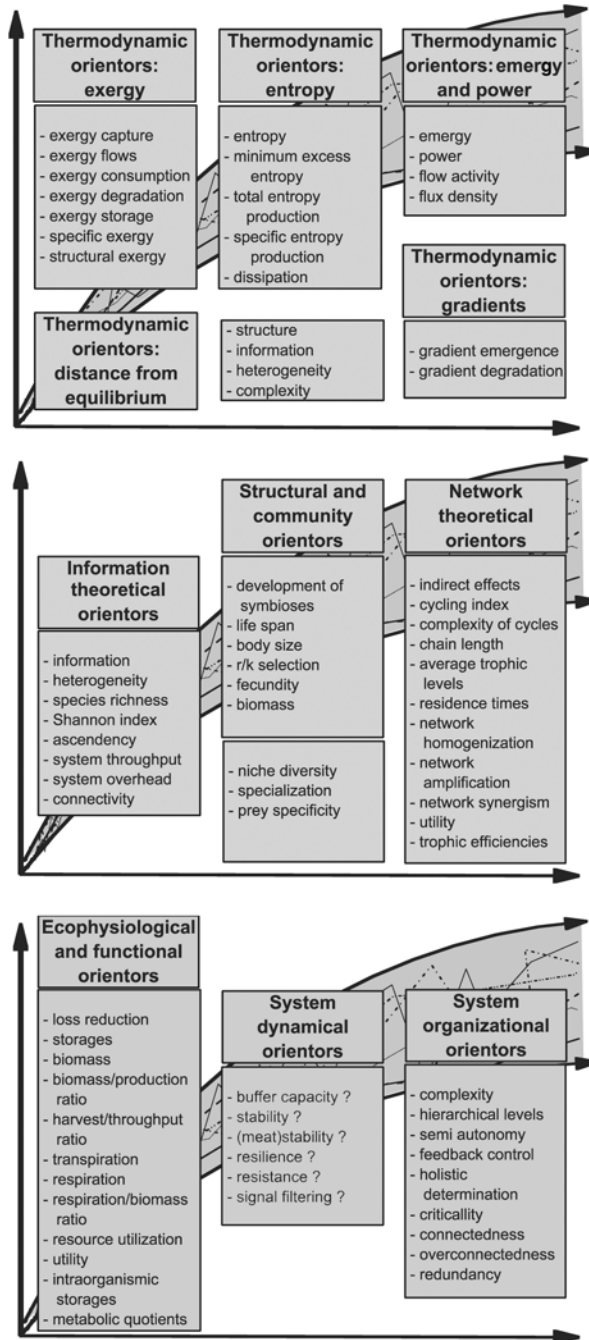 Thermodynamic
orientors:
exergy
- exergy capture
- exergy flows
- exergy consumption
- exergy degradation
- exergy storage
- specific exergy
- structural exergy
Thermodynamic
orientors:
distance from
equilibrium
Thermodynamic
orientors:
entropy
- entropy
- minimum excess
entropy
- total entropy
production
- specific entropy
production
- dissipation
- structure
- information
- heterogeneity
- complexity
Thermodynamic
orientors: emergy
and power
- emergy
- power
- flow activity
- flux density
Thermodynamic
orientors:
gradients
- gradient emergence
- gradient degradation
Information
theoretical
orientors
- information
- heterogeneity
- species richness
- Shannon index
- ascendency
- system throughput
- system overhead
- connectivity
Structural and
community
orientors
- development of
symbioses
- life span
- body size
- r/k selection
- fecundity
- biomass
- niche diversity
- specialization
- prey specificity
Network
theoretical
orientors
- indirect effects
- cycling index
- complexity of cycles
- chain length
- average trophic
levels
- residence times
- network
homogenization
- network
amplification
- network synergism
- utility
- trophic efficiencies
Ecophysiological
and functional
orientors
- loss reduction
- storages
- biomass
- biomass/production
ratio
- harvest/throughput
ratio
- transpiration
- respiration
- respiration/biomass
ratio
- resource utilization
- utility
- intraorganismic
storages
- metabolic quotients
System
dynamical
orientors
- buffer capacity ?
- stability ?
- (meat)stability ?
- resilience ?
- resistance ?
- signal filtering ?
System
organizational
orientors
- complexity
- hierarchical levels
- semi autonomy
- feedback control
- holistic
determination
- criticallity
- connectedness
- overconnectedness
- redundancy